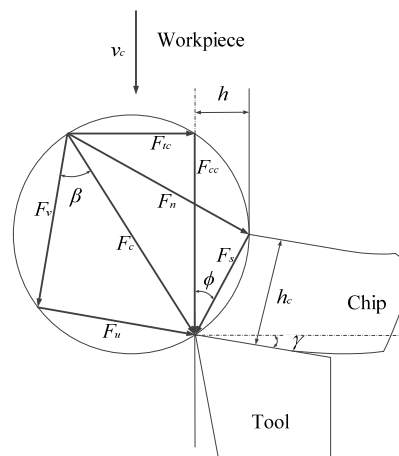 Workpiece
v_c
h
F_tc
F_cc
β
F_v
F_n
F_c
F_s
ϕ
h_c
Chip
F_u
γ
Tool